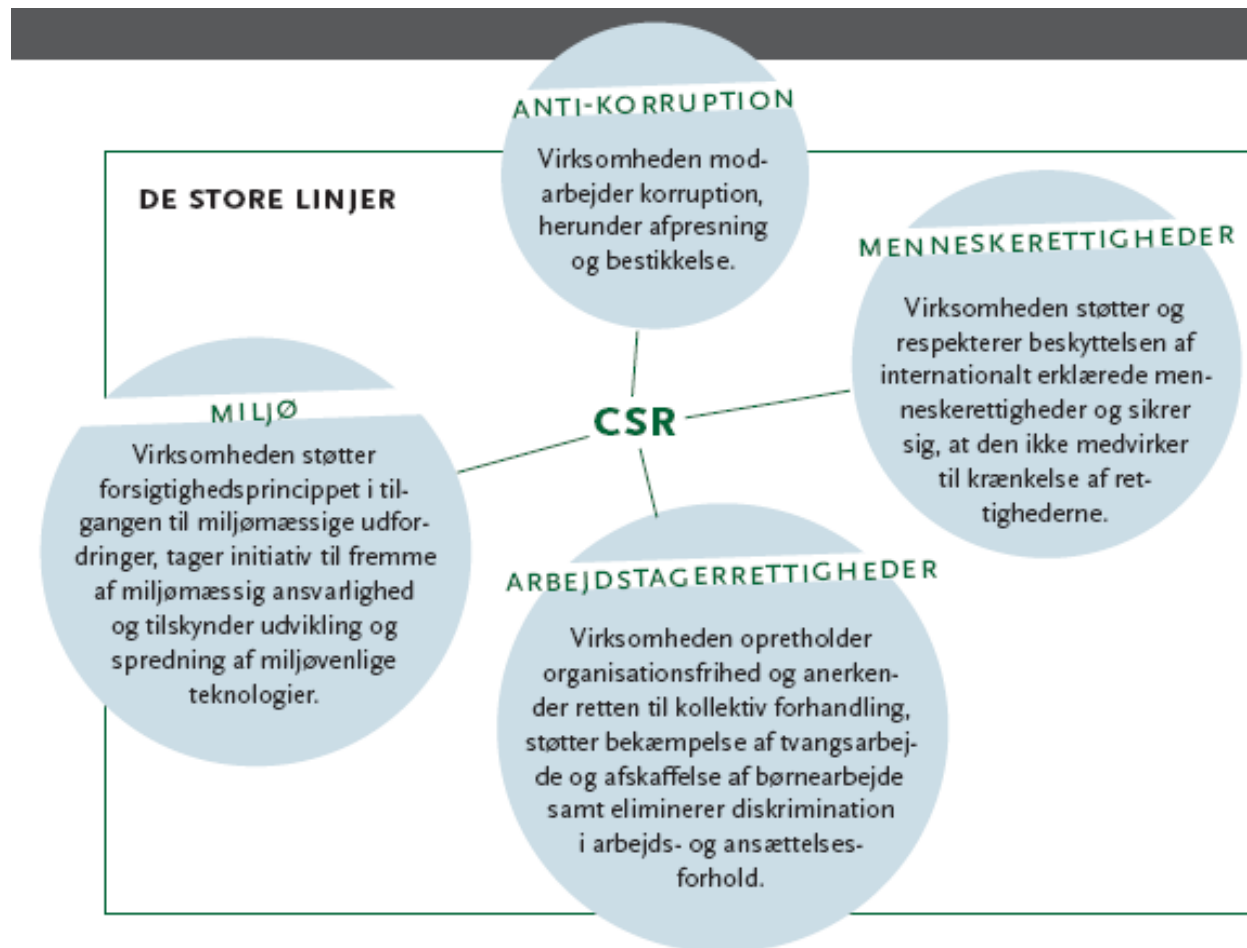 ANTI-KORRUPTION
Virksomheden mod-
arbejder korruption,
herunder afpresning
og bestikkelse.
DE STORE LINJER
MENNESKERETTIGHEDER
Virksomheden støtter og
respekterer beskyttelsen af
internationalt erklærede men-
neskerettigheder og sikrer
sig, at den ikke medvirker
til krænkelse af ret-
tighederne.
MILJØ
Virksomheden støtter
forsigtighedsprincippet i til-
gangen til miljømæssige udfor-
dringer, tager initiativ til fremme
af miljømæssig ansvarlighed
og tilskynder udvikling og
spredning af miljøvenlige
teknologier.
CSR
ARBEJDSTAGERRETTIGHEDER
Virksomheden opretholder
organisationsfrihed og anerken-
der retten til kollektiv forhandling,
støtter bekæmpelse af tvangsarbej-
de og afskaffelse af børnearbejde
samt eliminerer diskrimination
i arbejds- og ansættelses-
forhold.